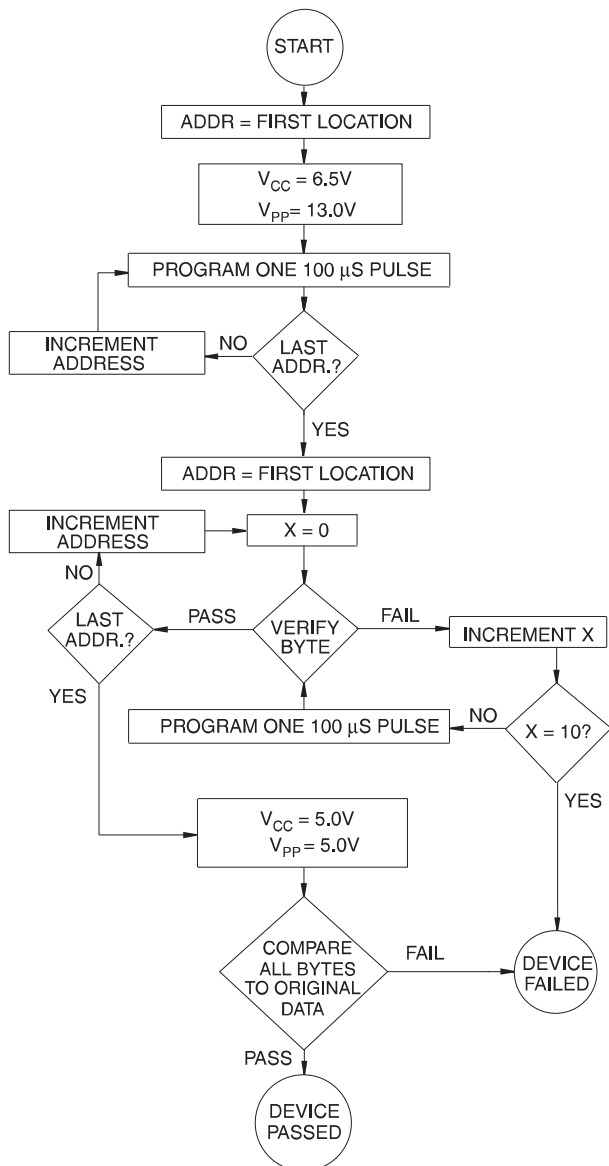 START
ADDR = FIRST LOCATION
VCC = 6.5V
VPP= 13.0V
PROGRAM ONE 100 μS PULSE
INCREMENT
ADDRESS
NO
LAST
ADDR.?
YES
ADDR = FIRST LOCATION
INCREMENT
ADDRESS
X = 0
NO
LAST
ADDR.?
PASS
VERIFY
BYTE
FAIL
INCREMENT X
YES
PROGRAM ONE 100 μS PULSE
NO
X = 10?
YES
VCC = 5.0V
VPP = 5.0V
COMPARE
ALL BYTES
TO ORIGINAL
DATA
FAIL
DEVICE
FAILED
PASS
DEVICE
PASSED